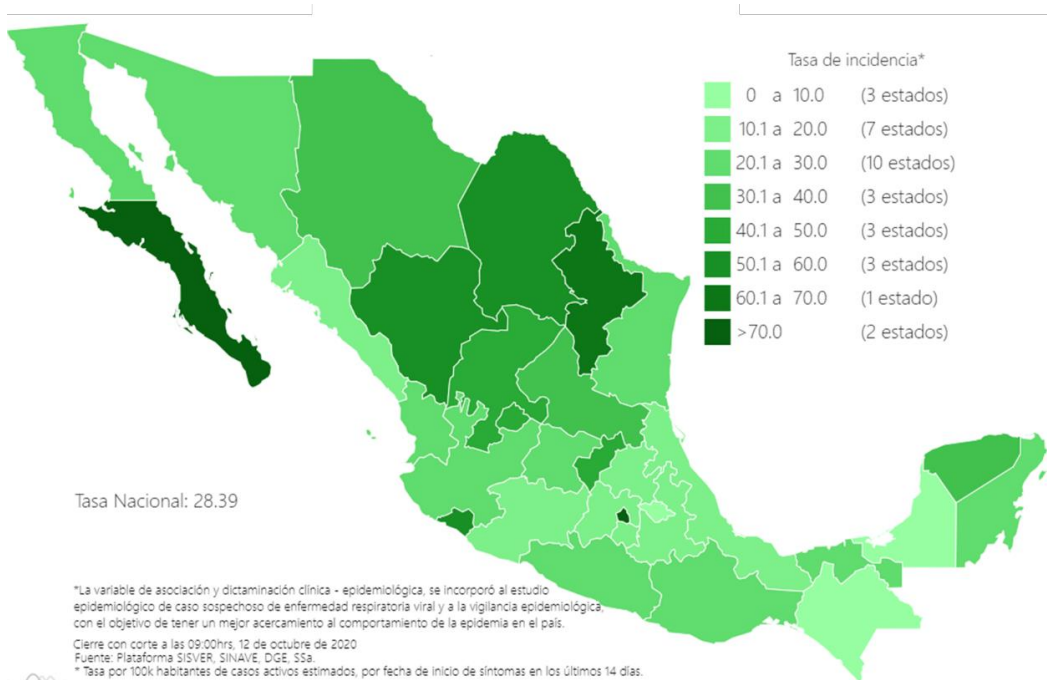 Tasa de incidencia*
0 a 10.0 (3 estados)
10.1 a 20.0 (7 estados)
20.1 a 30.0 (10 estados)
30.1 a 40.0 (3 estados)
40.1 a 50.0 (3 estados)
50.1 a 60.0 (3 estados)
60.1 a 70.0 (1 estado)
>70.0 (2 estados)
Tasa Nacional: 28.39
*La variable de asociación y dictaminación clínica - epidemiológica, se incorporó al estudio
epidemiológico de caso sospechoso de enfermedad respiratoria viral y a la vigilancia epidemiológica,
con el objetivo de tener un mejor acercamiento al comportamiento de la epidemia en el país.
Cierre con corte a las 09:00hrs, 12 de octubre de 2020
Fuente: Plataforma SISVER, SINAVE, DGE, SSa.
* Tasa por 100k habitantes de casos activos estimados, por fecha de inicio de síntomas en los últimos 14 días.